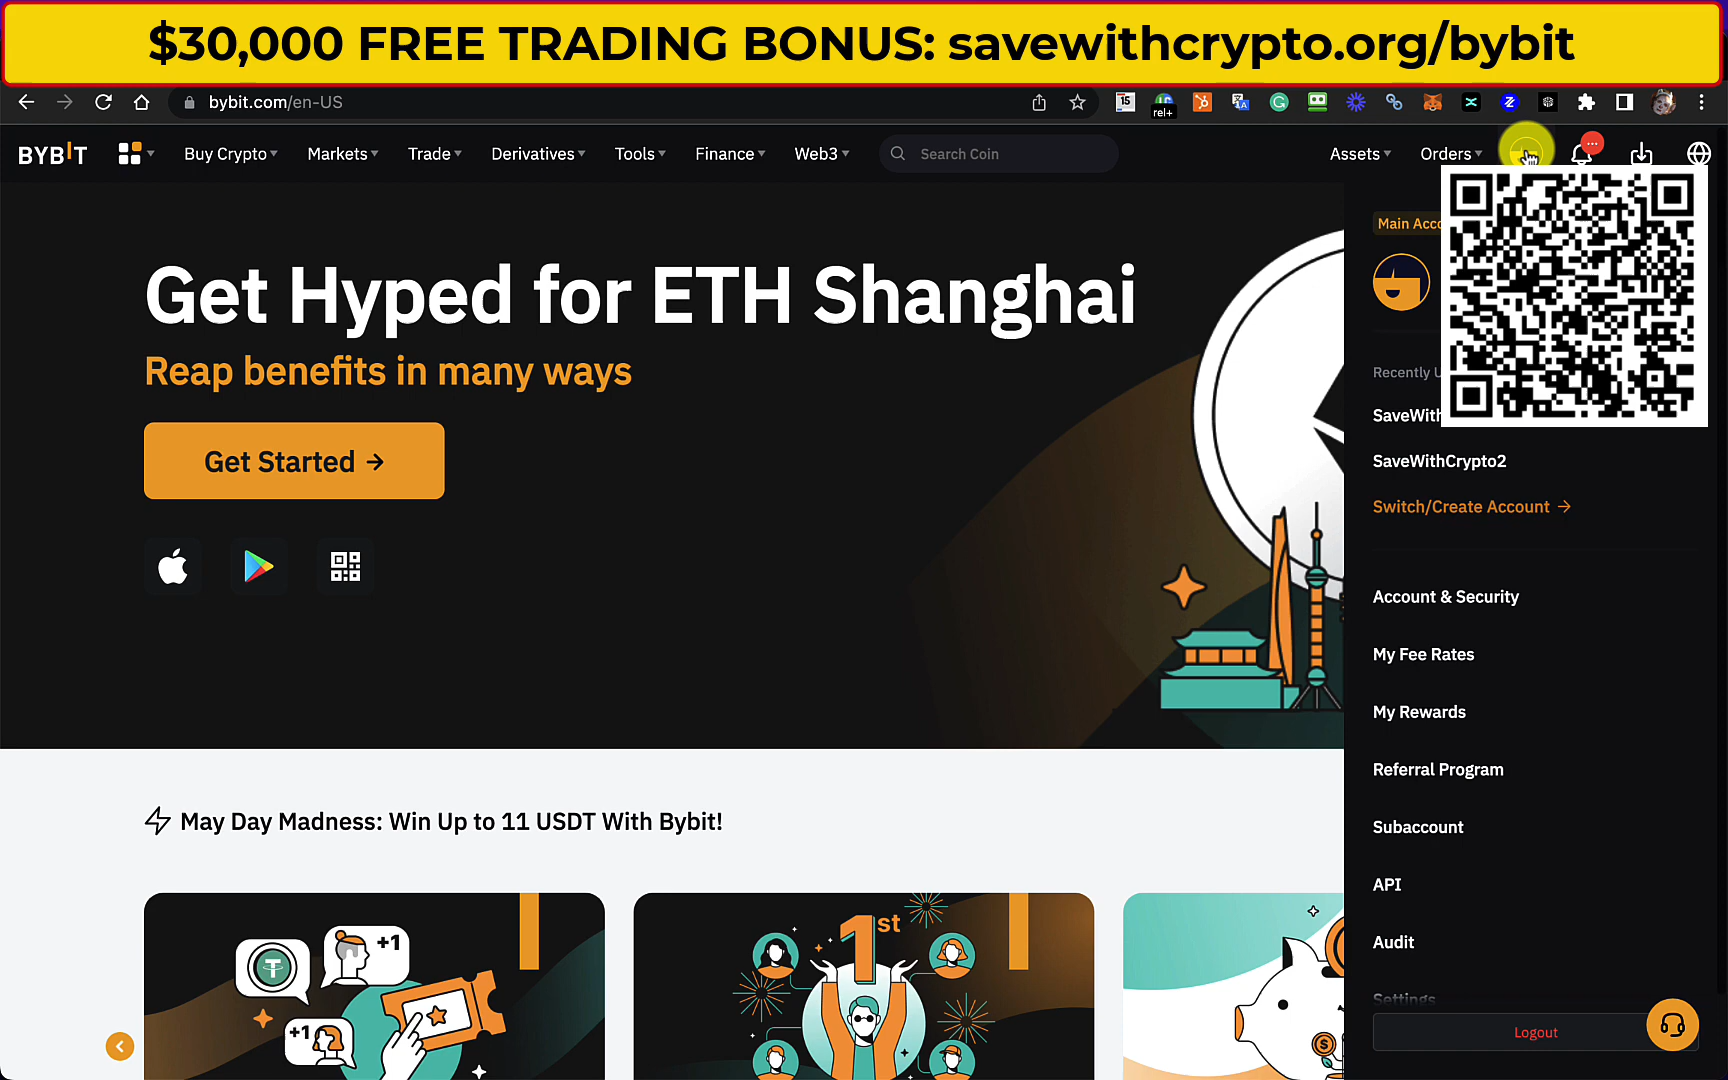 $30,000 FREE TRADING BONUS: savewithcrypto.org/bybit
bybit.com/en-US
15
rel+
BYBIT
Buy Crypto
Markets
Trade
Derivatives
Tools
Finance
Web3
Search Coin
Assets
Orders
Main Acco
Get Hyped for ETH Shanghai
Reap benefits in many ways
Get Started
Recently U
SaveWith
SaveWithCrypto2
Switch/Create Account
Account & Security
My Fee Rates
My Rewards
Referral Program
Subaccount
API
Audit
Settings
Logout
May Day Madness: Win Up to 11 USDT With Bybit!
+1
+1
1st